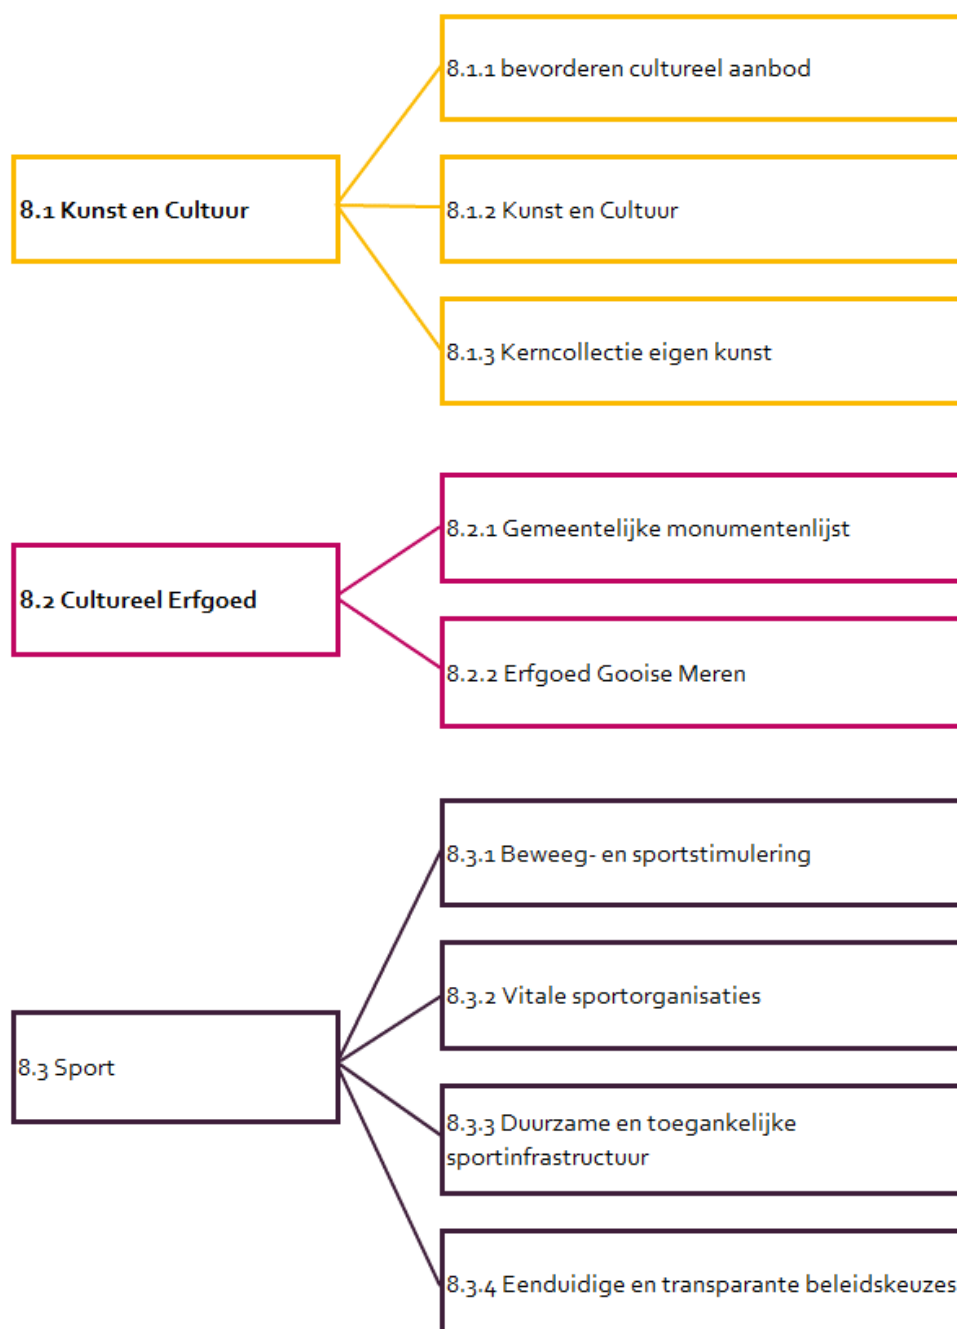 8.1 Kunst en Cultuur
8.1.1 bevorderen cultureel aanbod
8.1.2 Kunst en Cultuur
8.1.3 Kerncollectie eigen kunst
8.2 Cultureel Erfgoed
8.2.1 Gemeentelijke monumentenlijst
8.2.2 Erfgoed Gooise Meren
8.3 Sport
8.3.1 Beweeg- en sportstimulering
8.3.2 Vitale sportorganisaties
8.3.3 Duurzame en toegankelijke
sportinfrastructuur
8.3.4 Eenduidige en transparante beleidskeuzes